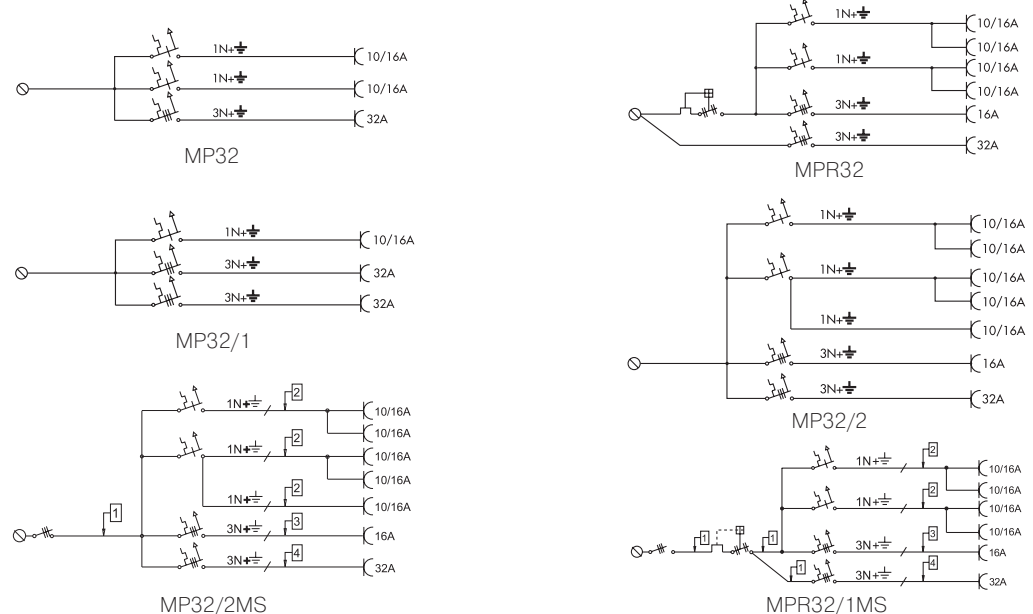 1N+ 10/16A
1N+ 10/16A
3N+ 32A
MP32
1N+ 10/16A
10/16A
1N+ 10/16A
10/16A
3N+ 16A
3N+ 32A
MPR32
1N+ 10/16A
3N+ 32A
3N+ 32A
MP32/1
1N+ 10/16A
10/16A
1N+ 10/16A
10/16A
1N+ 10/16A
3N+ 16A
3N+ 32A
MP32/2
1N+ 2 10/16A
10/16A
1N+ 2 10/16A
10/16A
1N+ 2 10/16A
1 3N+ 3 16A
3N+ 4 32A
MP32/2MS
1N+ 2 10/16A
10/16A
1N+ 2 10/16A
10/16A
1 1 3N+ 3 16A
1 3N+ 4 32A
MPR32/1MS